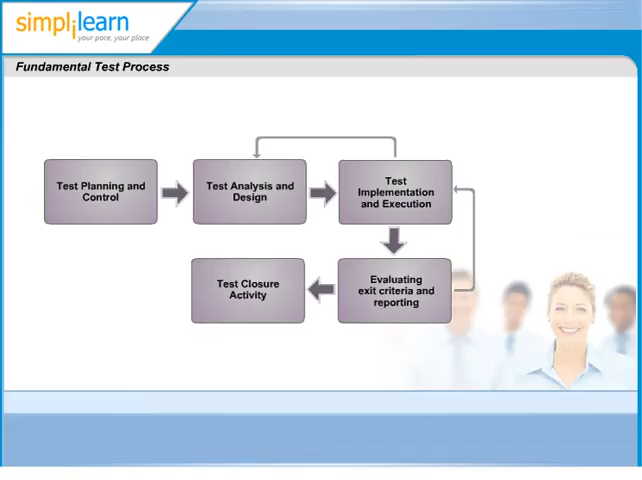 simplilearn
your pace, your place
Fundamental Test Process
Test Planning and
Control
Test Analysis and
Design
Test
Implementation
and Execution
Test Closure
Activity
Evaluating
exit criteria and
reporting